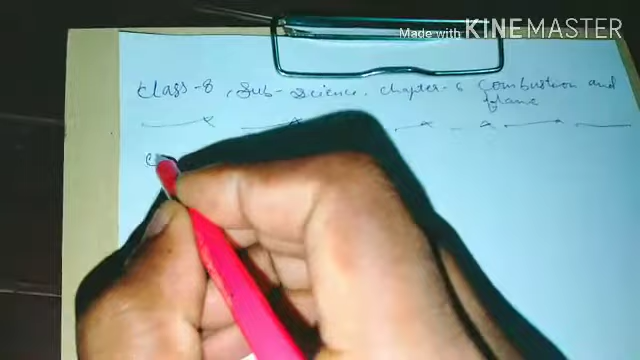 Made with KINEMASTER
Class-8, Sub- Science, chapter-6 Combustion and
flame